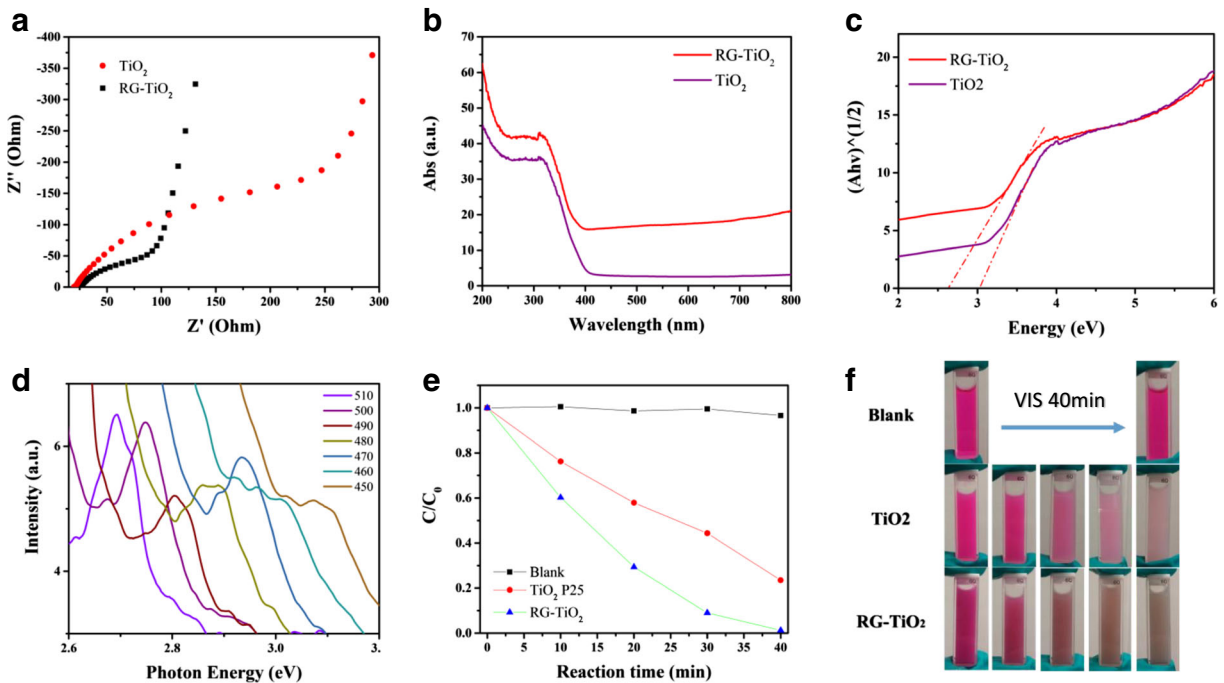 a
-400
-350
-300
-250
-200
-150
-100
-50
0
Z'' (Ohm)
TiO₂
RG-TiO₂
50 100 150 200 250 300
Z' (Ohm)
b
70
60
50
40
30
20
10
0
Abs (a.u.)
RG-TiO₂
TiO₂
200 300 400 500 600 700 800
Wavelength (nm)
c
20
15
10
5
0
(Ahv)^(1/2)
RG-TiO₂
TiO2
2 3 4 5 6
Energy (eV)
d
6
4
Intensity (a.u.)
510
500
490
480
470
460
450
2.6 2.7 2.8 2.9 3.0 3.
Photon Energy (eV)
e
1.0
0.8
0.6
0.4
0.2
0.0
C/C₀
Blank
TiO₂ P25
RG-TiO₂
0 10 20 30 40
Reaction time (min)
f
Blank
VIS 40min
TiO2
RG-TiO₂